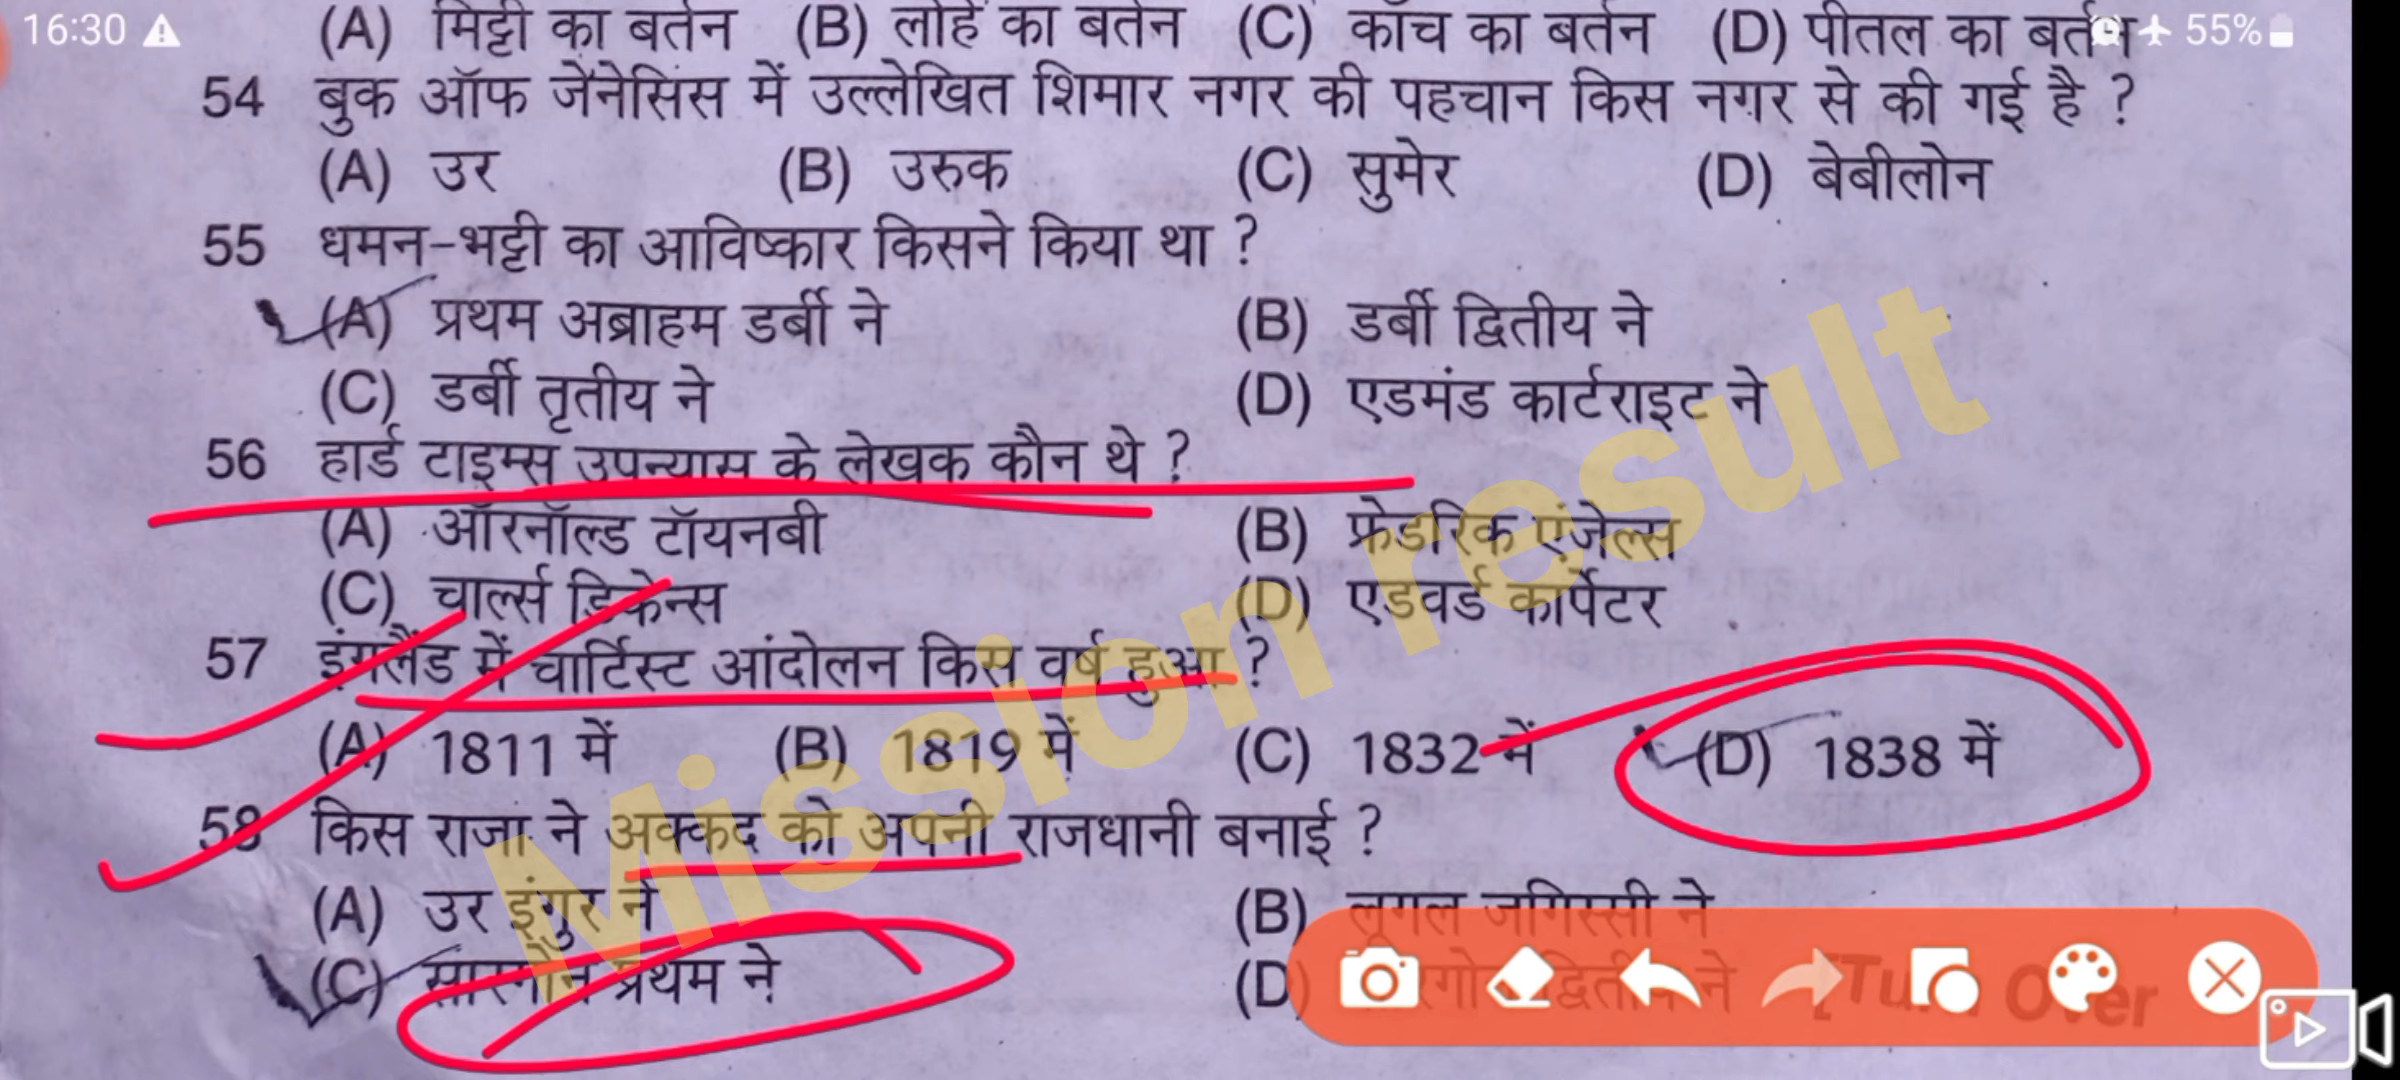 16:30 55%
(A) मिट्टी का बर्तन (B) लोहे का बर्तन (C) काँच का बर्तन (D) पीतल का बर्तन
54 बुक ऑफ जेनेसिस में उल्लेखित शिमार नगर की पहचान किस नगर से की गई है ?
(A) उर (B) उरुक (C) सुमेर (D) बेबीलोन
55 धमन-भट्टी का आविष्कार किसने किया था ?
(A) प्रथम अब्राहम डर्बी ने (B) डर्बी द्वितीय ने
(C) डर्बी तृतीय ने (D) एडमंड कार्टराइट ने
56 हार्ड टाइम्स उपन्यास के लेखक कौन थे ?
(A) ऑरनॉल्ड टॉयनबी (B) फ्रेडरिक एंजेल्स
(C) चार्ल्स डिकेन्स (D) एडवर्ड कार्पेटर
57 इंगलैंड में चार्टिस्ट आंदोलन किस वर्ष हुआ ?
(A) 1811 में (B) 1819 में (C) 1832 में (D) 1838 में
58 किस राजा ने अक्कद को अपनी राजधानी बनाई ?
(A) उर इंगुर ने (B) लुगल जगिस्सी ने
(C) सारगोन प्रथम ने (D) द्वितीय ने
Over
Mission result